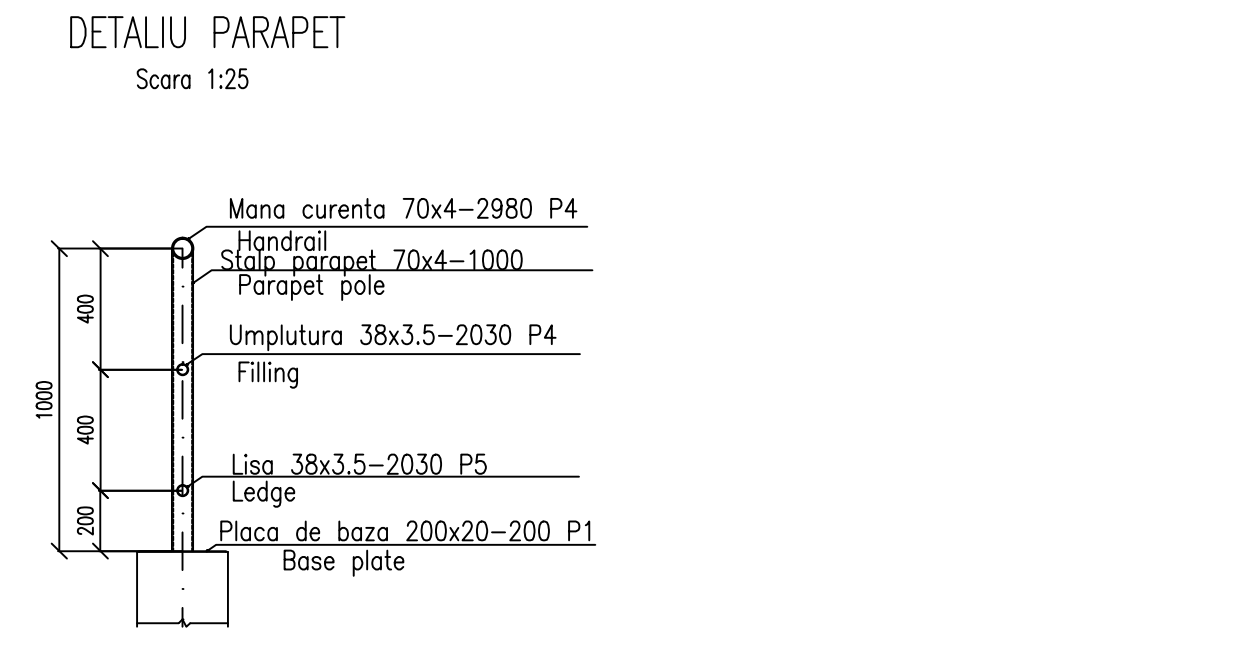 DETALIU PARAPET
Scara 1:25
Mana curenta 70x4-2980 P4
Handrail
Stalp parapet 70x4-1000
Parapet pole
400
Umplutura 38x3.5-2030 P4
Filling
1000
400
Lisa 38x3.5-2030 P5
Ledge
200
Placa de baza 200x20-200 P1
Base plate